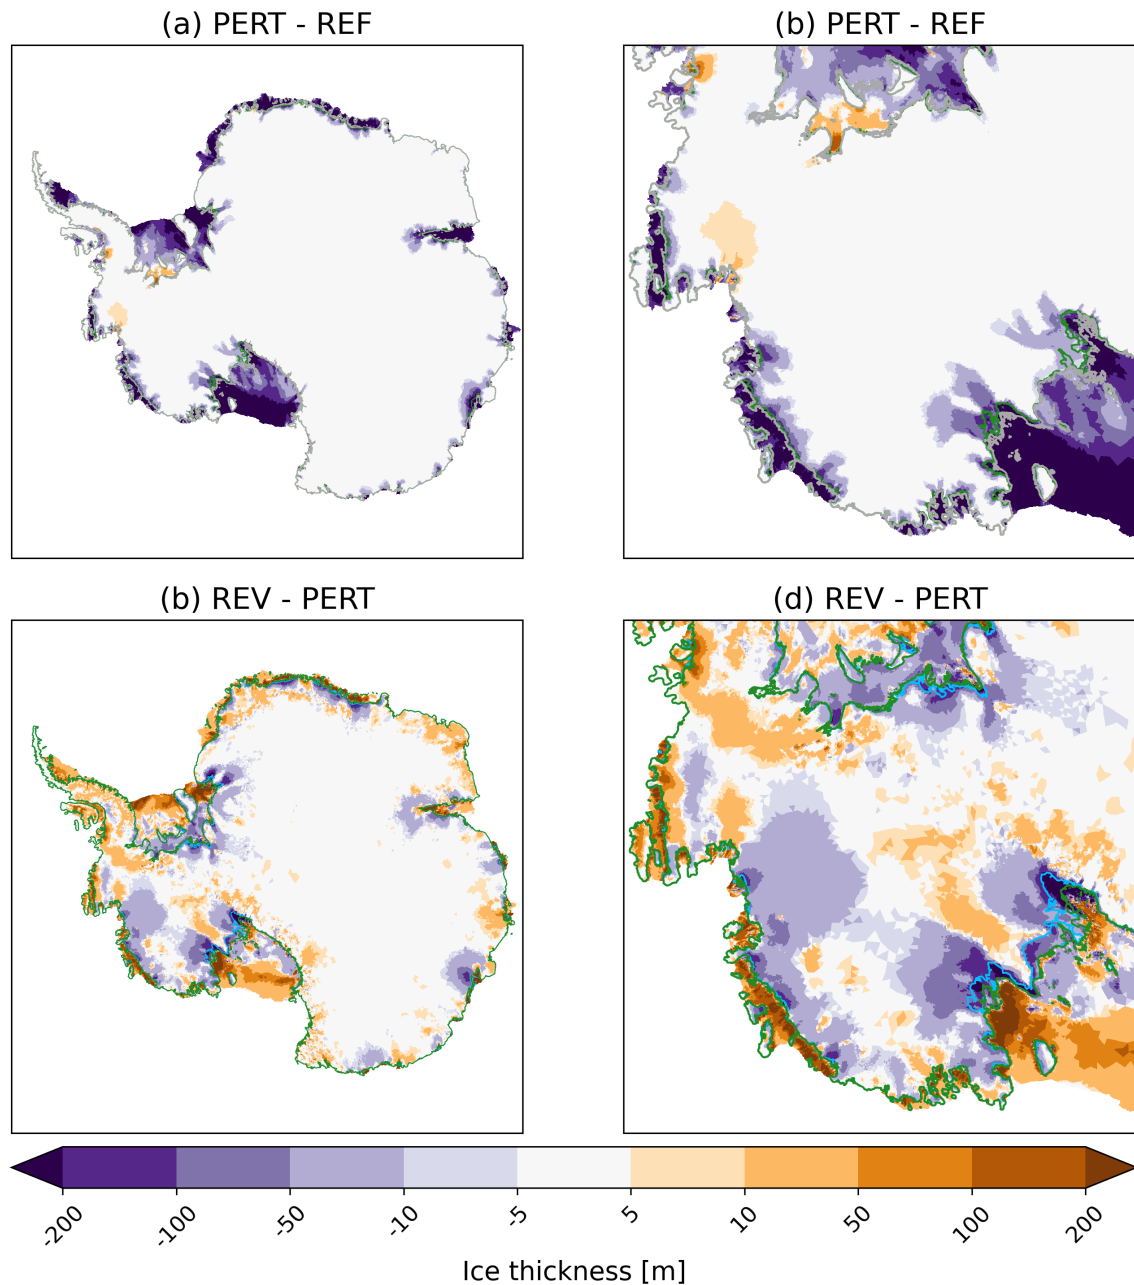 (a) PERT - REF
(b) PERT - REF
(b) REV - PERT
(d) REV - PERT
-200 -100 -50 -10 -5 5 10 50 100 200
Ice thickness [m]